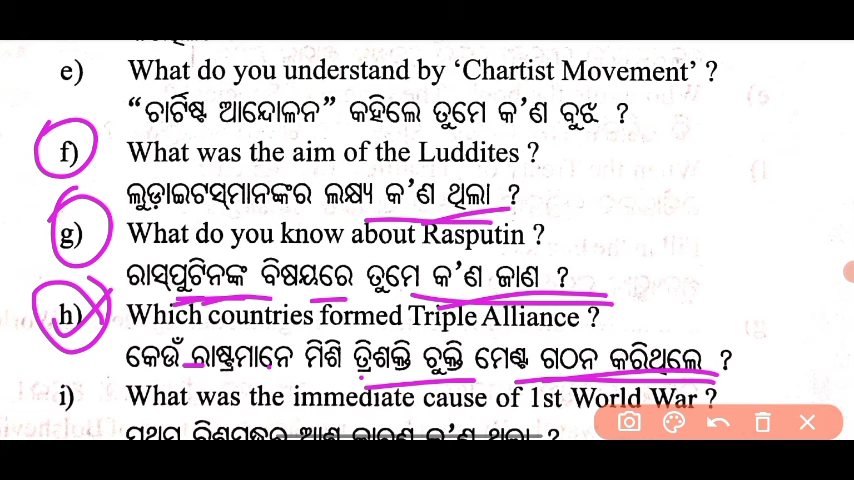 e) What do you understand by ‘Chartist Movement’ ?
“ଚାର୍ଟିଷ୍ଟ ଆନ୍ଦୋଳନ” କହିଲେ ତୁମେ କ’ଣ ବୁଝ ?
f) What was the aim of the Luddites ?
ଲୁଡ଼ାଇଟସ୍‌ମାନଙ୍କର ଲକ୍ଷ୍ୟ କ’ଣ ଥିଲା ?
g) What do you know about Rasputin ?
ରାସ୍‌ପୁଟିନଙ୍କ ବିଷୟରେ ତୁମେ କ’ଣ ଜାଣ ?
h) Which countries formed Triple Alliance ?
କେଉଁ ରାଷ୍ଟ୍ରମାନେ ମିଶି ତ୍ରିଶକ୍ତି ଚୁକ୍ତି ମେଣ୍ଟ ଗଠନ କରିଥିଲେ ?
i) What was the immediate cause of 1st World War ?